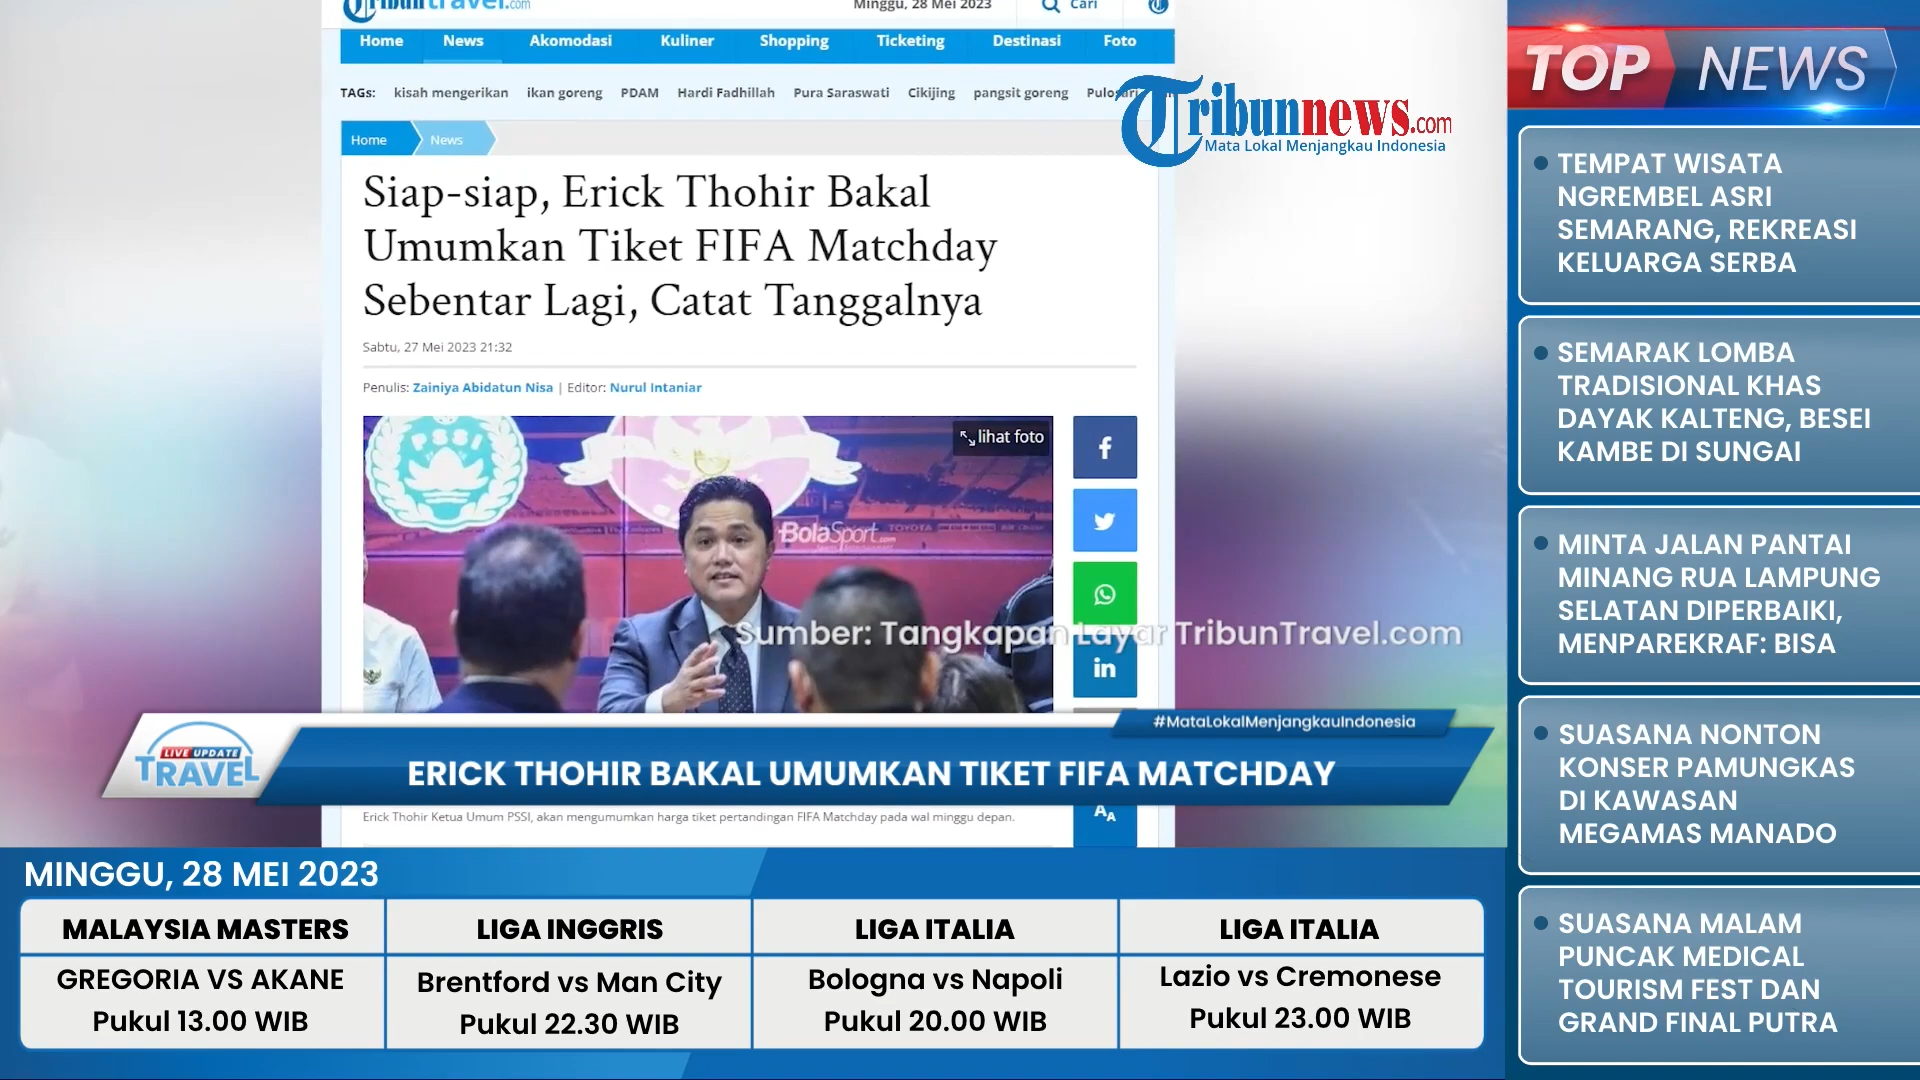 Tribuntravel.com
Minggu, 28 Mei 2023
Cari
Home News Akomodasi Kuliner Shopping Ticketing Destinasi Foto
TAGs: kisah mengerikan ikan goreng PDAM Hardi Fadhillah Pura Saraswati Cikijing pangsit goreng
Tribunnews.com
Mata Lokal Menjangkau Indonesia
Home News
Siap-siap, Erick Thohir Bakal
Umumkan Tiket FIFA Matchday
Sebentar Lagi, Catat Tanggalnya
Sabtu, 27 Mei 2023 21:32
Penulis: Zainiya Abidatun Nisa | Editor: Nurul Intaniar
PSSI
lihat foto
BolaSport.com
TOYOTA
Sumber: Tangkapan Layar TribunTravel.com
#MataLokalMenjangkauIndonesia
LIVE UPDATE
TRAVEL
ERICK THOHIR BAKAL UMUMKAN TIKET FIFA MATCHDAY
Erick Thohir Ketua Umum PSSI, akan mengumumkan harga tiket pertandingan FIFA Matchday pada wal minggu depan.
AA
MINGGU, 28 MEI 2023
MALAYSIA MASTERS
GREGORIA VS AKANE
Pukul 13.00 WIB
LIGA INGGRIS
Brentford vs Man City
Pukul 22.30 WIB
LIGA ITALIA
Bologna vs Napoli
Pukul 20.00 WIB
LIGA ITALIA
Lazio vs Cremonese
Pukul 23.00 WIB
TOP NEWS
TEMPAT WISATA
NGREMBEL ASRI
SEMARANG, REKREASI
KELUARGA SERBA
SEMARAK LOMBA
TRADISIONAL KHAS
DAYAK KALTENG, BESEI
KAMBE DI SUNGAI
MINTA JALAN PANTAI
MINANG RUA LAMPUNG
SELATAN DIPERBAIKI,
MENPAREKRAF: BISA
SUASANA NONTON
KONSER PAMUNGKAS
DI KAWASAN
MEGAMAS MANADO
SUASANA MALAM
PUNCAK MEDICAL
TOURISM FEST DAN
GRAND FINAL PUTRA